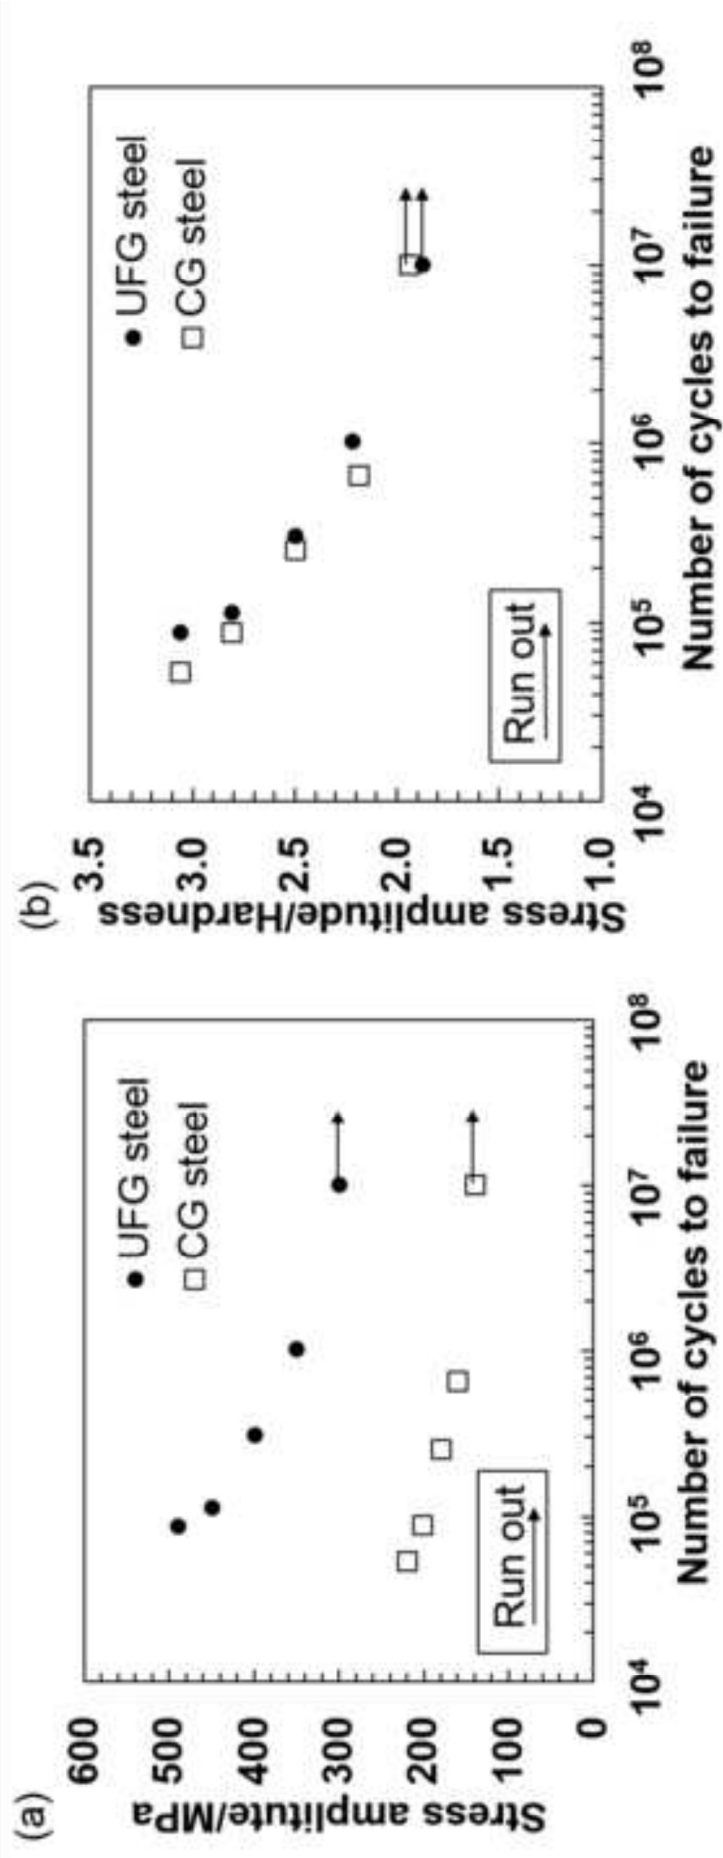 (a)
Stress amplitute/MPa
600
500
400
300
200
100
0
UFG steel
CG steel
Run out
10⁴
10⁵
10⁶
10⁷
10⁸
Number of cycles to failure
(b)
Stress amplitude/Hardness
3.5
3.0
2.5
2.0
1.5
1.0
UFG steel
CG steel
Run out
10⁴
10⁵
10⁶
10⁷
10⁸
Number of cycles to failure